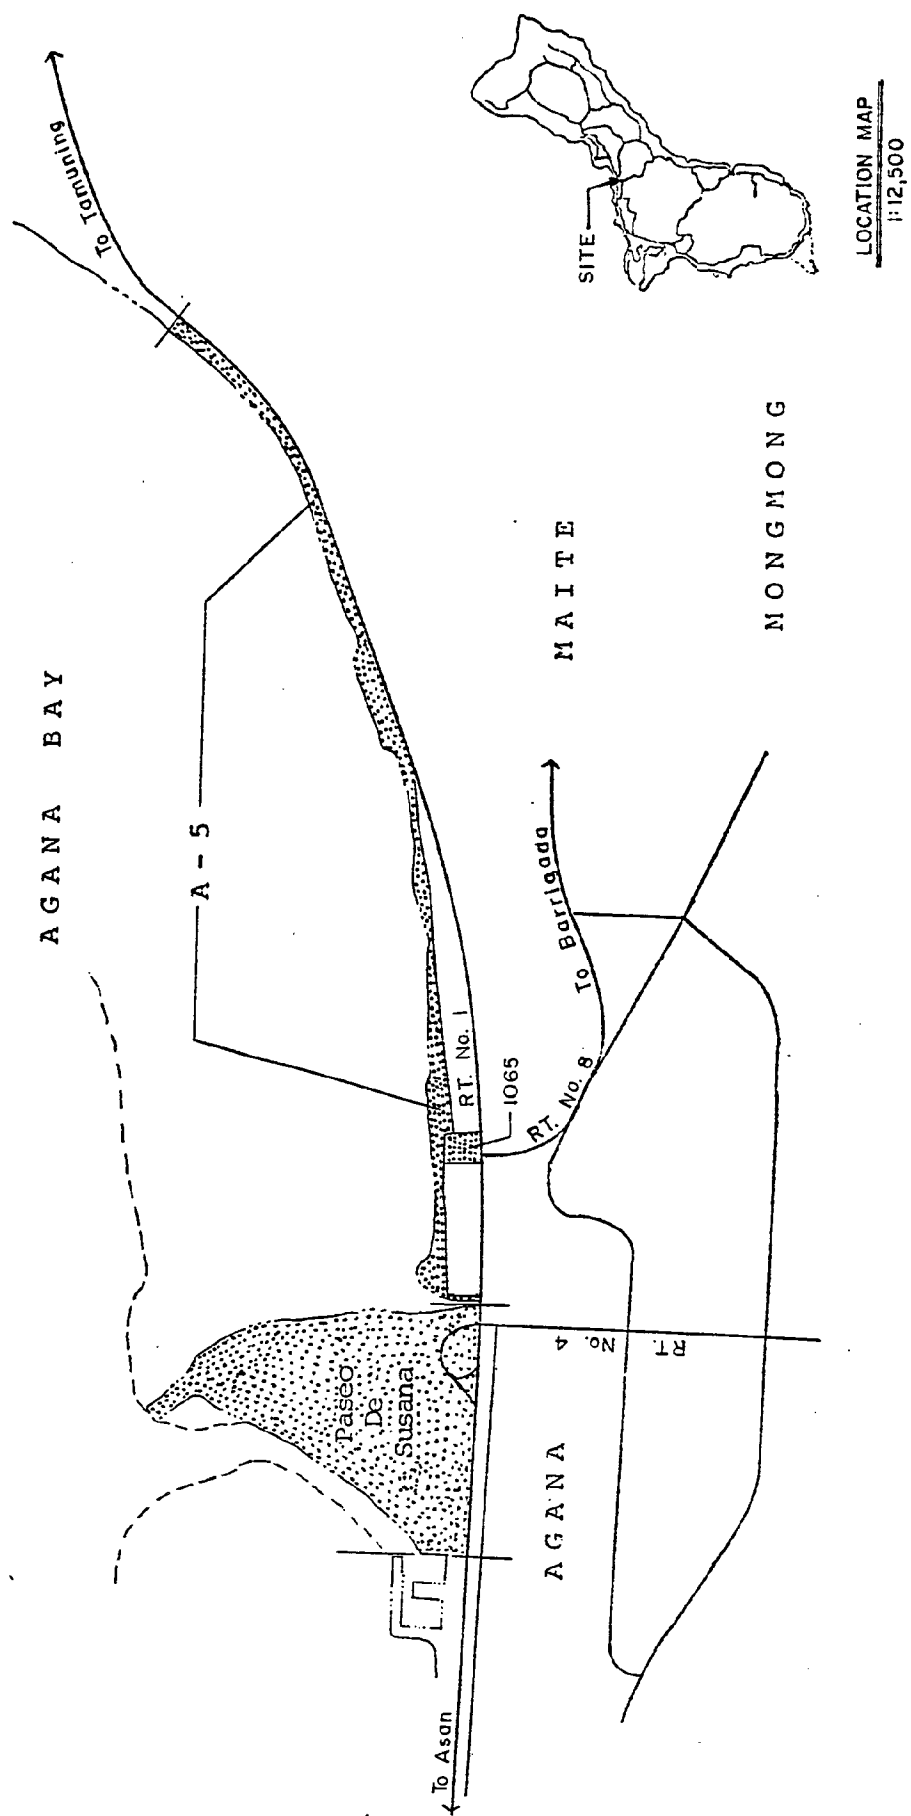 AGANA BAY
To Tamuning
A-5
SITE
LOCATION MAP
1:12,500
MAITE
MONGMONG
RT. No. 1
1065
To Barrigada
RT. No. 8
Paseo
De
Susana
RT. No. 4
AGANA
To Asan